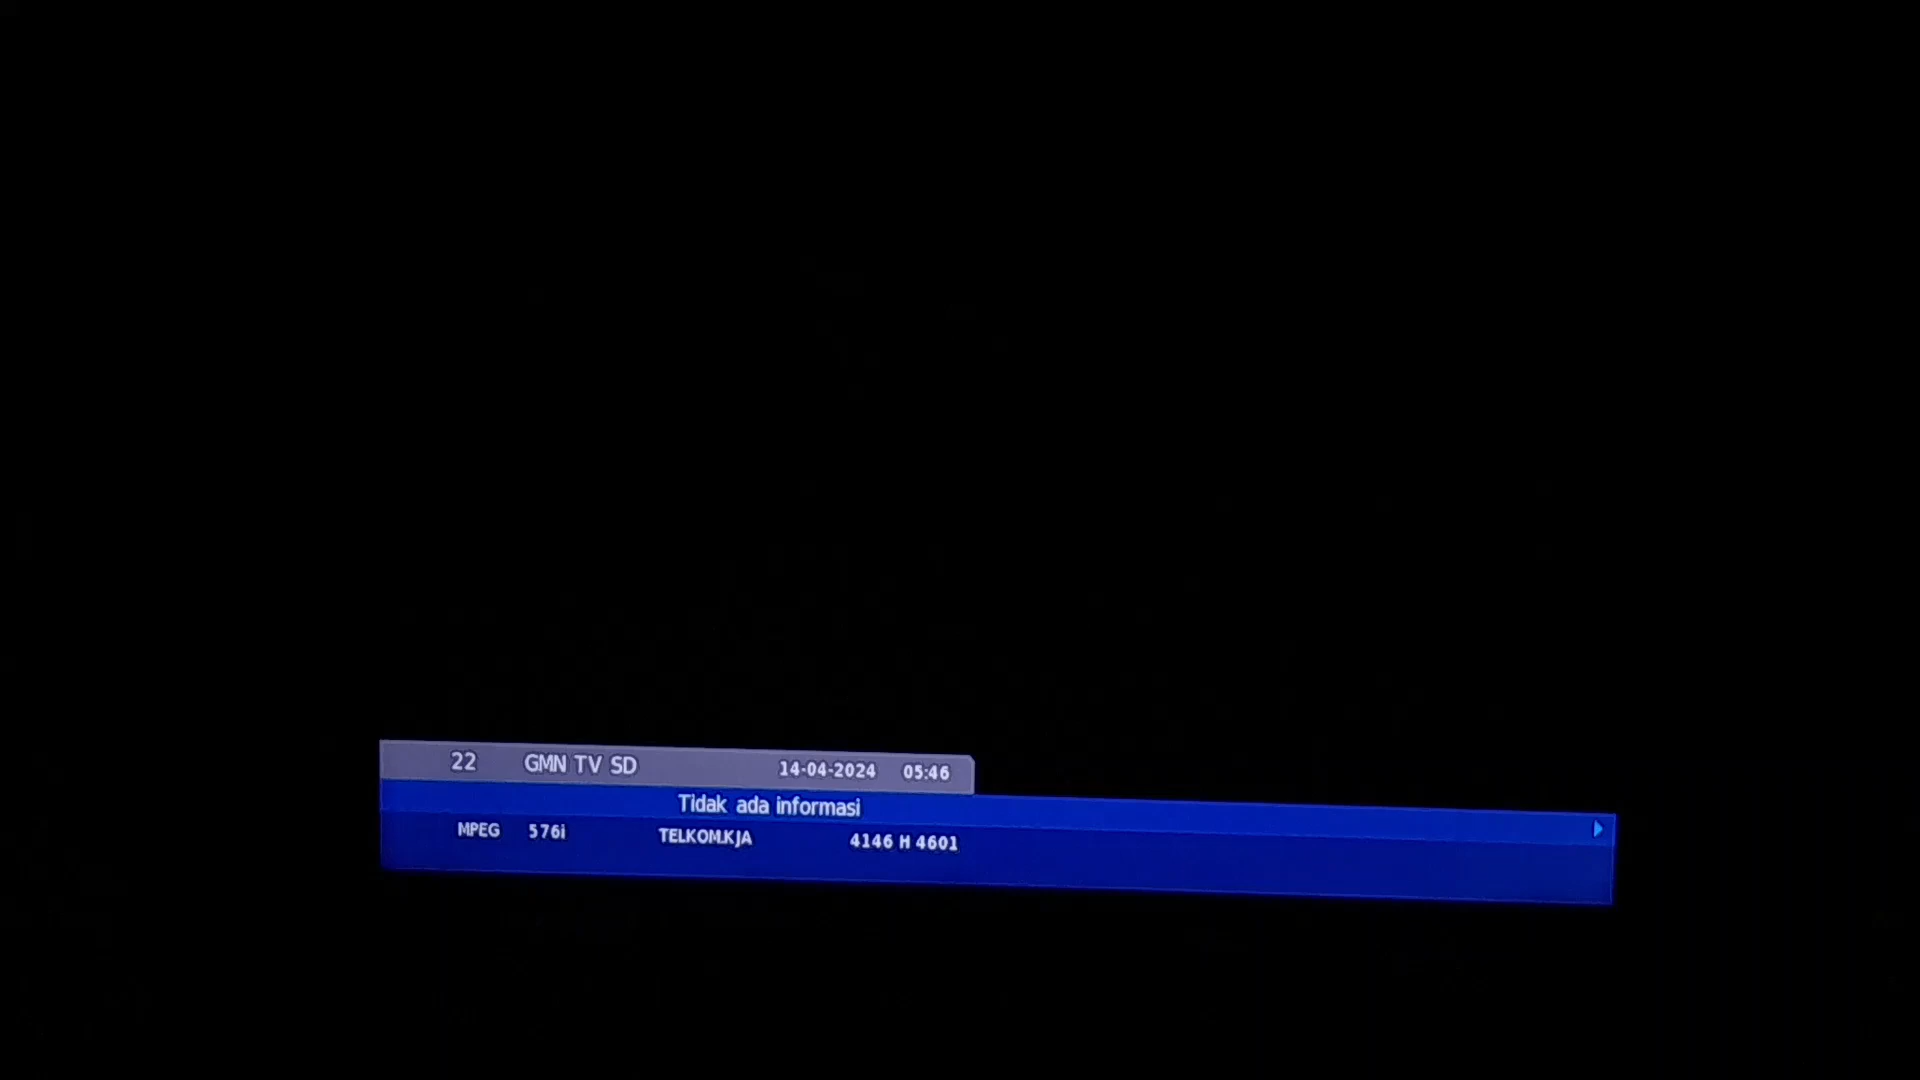 22 GMN TV SD 14-04-2024 05:46
Tidak ada informasi
MPEG 576i TELKOM.KJA 4146 H 4601